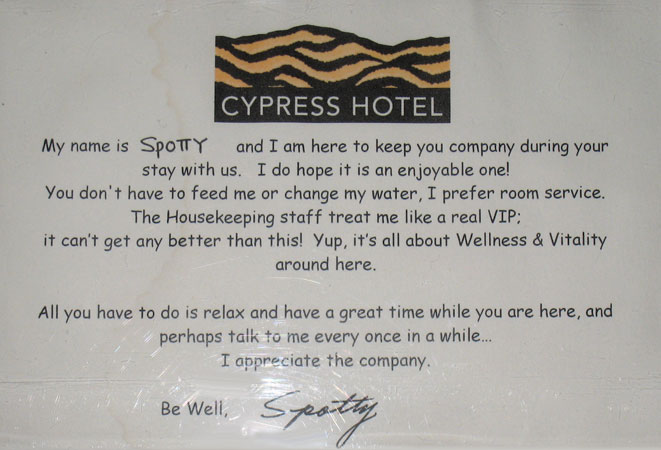 CYPRESS HOTEL
My name is SPOTTY and I am here to keep you company during your
stay with us. I do hope it is an enjoyable one!
You don't have to feed me or change my water, I prefer room service.
The Housekeeping staff treat me like a real VIP;
it can't get any better than this! Yup, it's all about Wellness & Vitality
around here.
All you have to do is relax and have a great time while you are here, and
perhaps talk to me every once in a while...
I appreciate the company.
Be Well, Spotty